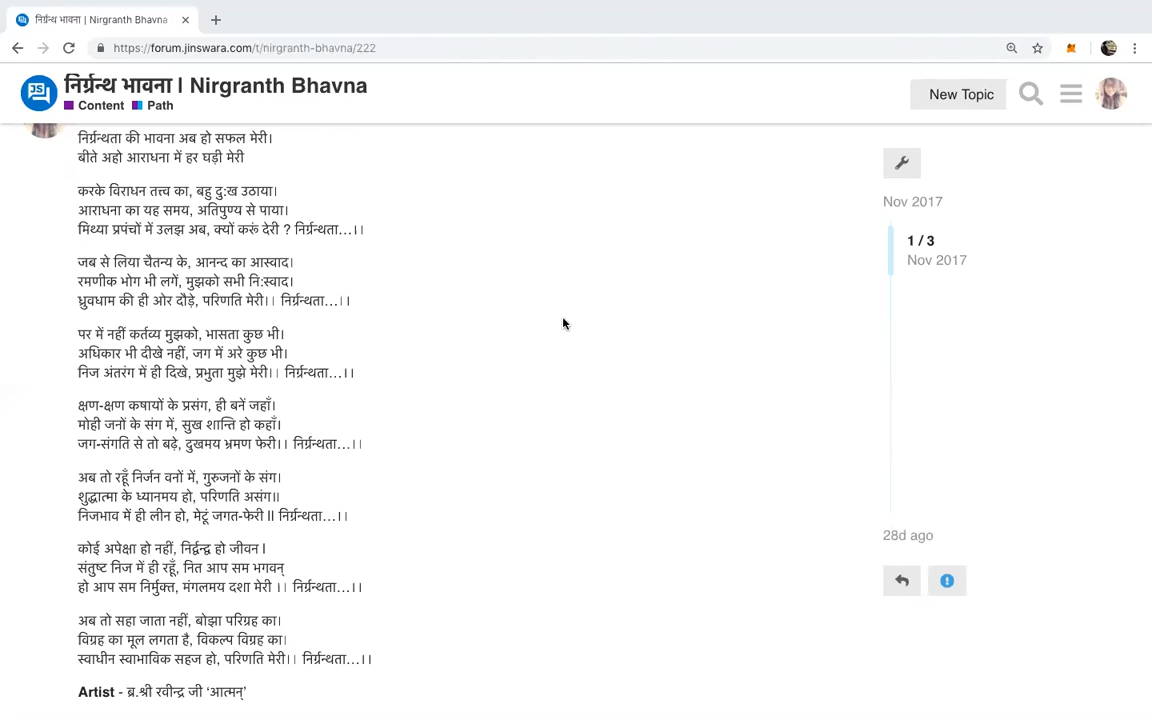 निर्ग्रन्थ भावना | Nirgranth Bhavna
https://forum.jinswara.com/t/nirgranth-bhavna/222
JS
निर्ग्रन्थ भावना I Nirgranth Bhavna
Content Path
New Topic
निर्ग्रन्थता की भावना अब हो सफल मेरी।
बीते अहो आराधना में हर घड़ी मेरी
करके विराधन तत्त्व का, बहु दु:ख उठाया।
आराधना का यह समय, अतिपुण्य से पाया।
मिथ्या प्रपंचों में उलझ अब, क्यों करूं देरी ? निर्ग्रन्थता...।।
जब से लिया चैतन्य के, आनन्द का आस्वाद।
रमणीक भोग भी लगें, मुझको सभी नि:स्वाद।
ध्रुवधाम की ही ओर दौड़े, परिणति मेरी।। निर्ग्रन्थता...।।
पर में नहीं कर्तव्य मुझको, भासता कुछ भी।
अधिकार भी दीखे नहीं, जग में अरे कुछ भी।
निज अंतरंग में ही दिखे, प्रभुता मुझे मेरी।। निर्ग्रन्थता...।।
क्षण-क्षण कषायों के प्रसंग, ही बनें जहाँ।
मोही जनों के संग में, सुख शान्ति हो कहाँ।
जग-संगति से तो बढ़े, दुखमय भ्रमण फेरी।। निर्ग्रन्थता...।।
अब तो रहूँ निर्जन वनों में, गुरुजनों के संग।
शुद्धात्मा के ध्यानमय हो, परिणति असंग॥
निजभाव में ही लीन हो, मेटूं जगत-फेरी II निर्ग्रन्थता...।।
कोई अपेक्षा हो नहीं, निर्द्वन्द्व हो जीवन I
संतुष्ट निज में ही रहूँ, नित आप सम भगवन्
हो आप सम निर्मुक्त, मंगलमय दशा मेरी ।। निर्ग्रन्थता...।।
अब तो सहा जाता नहीं, बोझा परिग्रह का।
विग्रह का मूल लगता है, विकल्प विग्रह का।
स्वाधीन स्वाभाविक सहज हो, परिणति मेरी।। निर्ग्रन्थता...।।
Artist - ब्र.श्री रवीन्द्र जी ‘आत्मन्’
Nov 2017
1 / 3
Nov 2017
28d ago